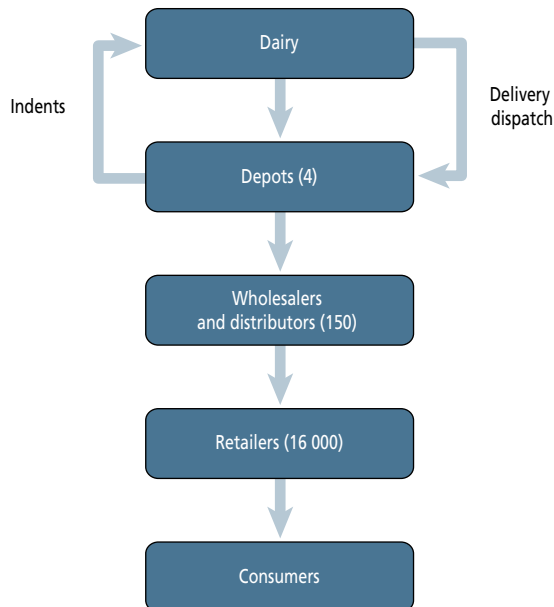 Dairy
Indents
Delivery
dispatch
Depots (4)
Wholesalers
and distributors (150)
Retailers (16 000)
Consumers